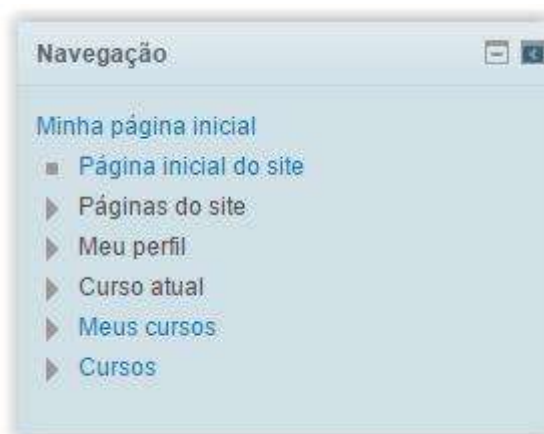 Navegação
Minha página inicial
Página inicial do site
Páginas do site
Meu perfil
Curso atual
Meus cursos
Cursos